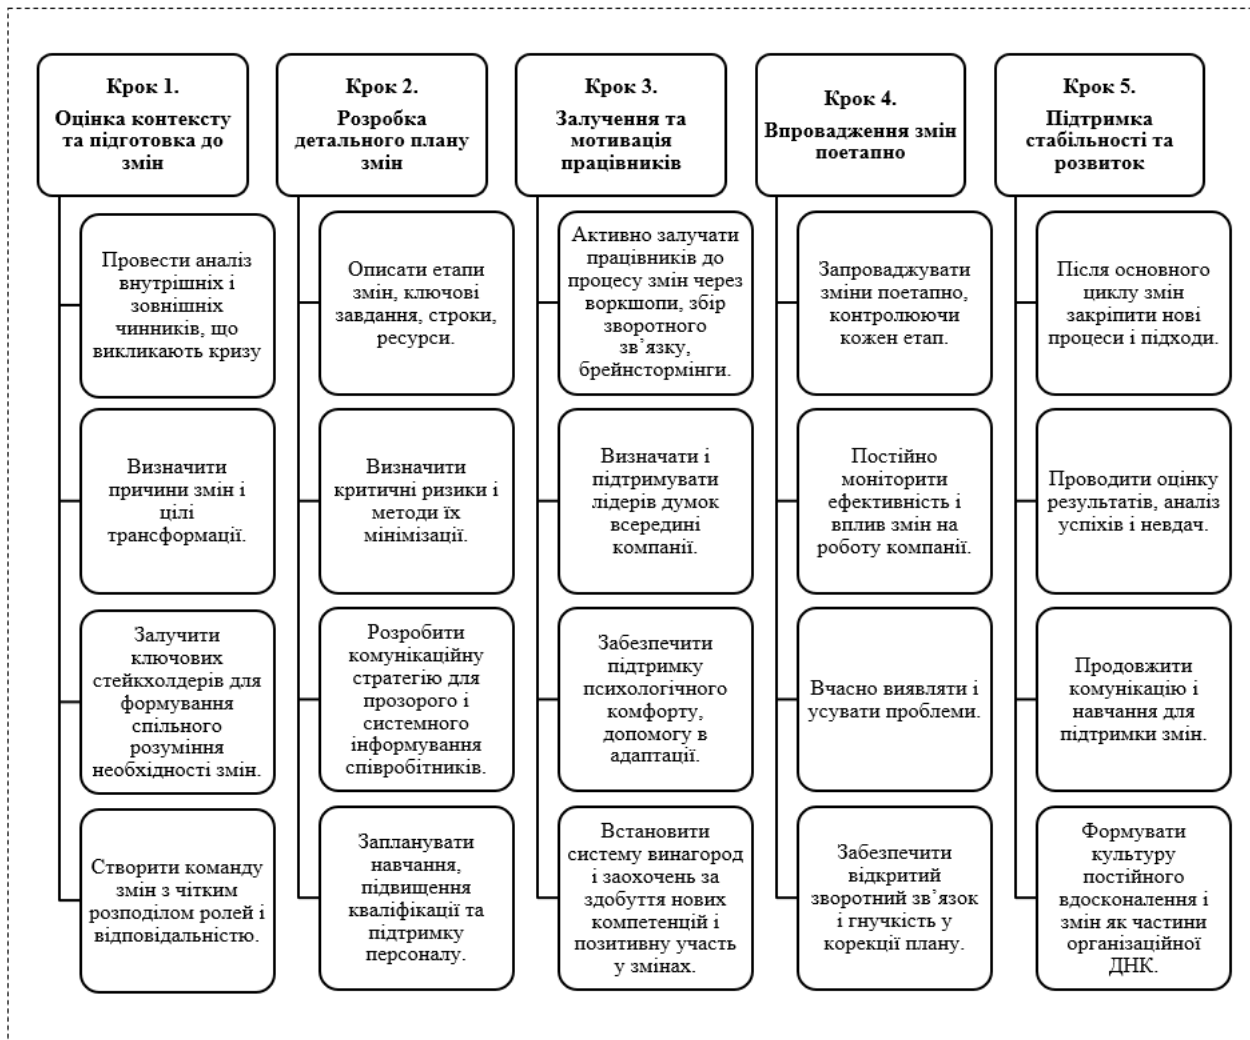 Крок 1.
Оцінка контексту
та підготовка до
змін
Провести аналіз
внутрішніх і
зовнішніх
чинників, що
викликають кризу
Визначити
причини змін і
цілі
трансформації.
Залучити
ключових
стейкхолдерів для
формування
спільного
розуміння
необхідності змін.
Створити команду
змін з чітким
розподілом ролей і
відповідальністю.
Крок 2.
Розробка
детального плану
змін
Описати етапи
змін, ключові
завдання, строки,
ресурси.
Визначити
критичні ризики і
методи їх
мінімізації.
Розробити
комунікаційну
стратегію для
прозорого і
системного
інформування
співробітників.
Запланувати
навчання,
підвищення
кваліфікації та
підтримку
персоналу.
Крок 3.
Залучення та
мотивація
працівників
Активно залучати
працівників до
процесу змін через
воркшопи, збір
зворотного
зв’язку,
брейнстормінги.
Визначати і
підтримувати
лідерів думок
всередині
компанії.
Забезпечити
підтримку
психологічного
комфорту,
допомогу в
адаптації.
Встановити
систему винагород
і заохочень за
здобуття нових
компетенцій і
позитивну участь
у змінах.
Крок 4.
Впровадження змін
поетапно
Запроваджувати
зміни поетапно,
контролюючи
кожен етап.
Постійно
моніторити
ефективність і
вплив змін на
роботу компанії.
Вчасно виявляти і
усувати проблеми.
Забезпечити
відкритий
зворотний зв’язок
і гнучкість у
корекції плану.
Крок 5.
Підтримка
стабільності та
розвиток
Після основного
циклу змін
закріпити нові
процеси і підходи.
Проводити оцінку
результатів, аналіз
успіхів і невдач.
Продовжити
комунікацію і
навчання для
підтримки змін.
Формувати
культуру
постійного
вдосконалення і
змін як частини
організаційної
ДНК.